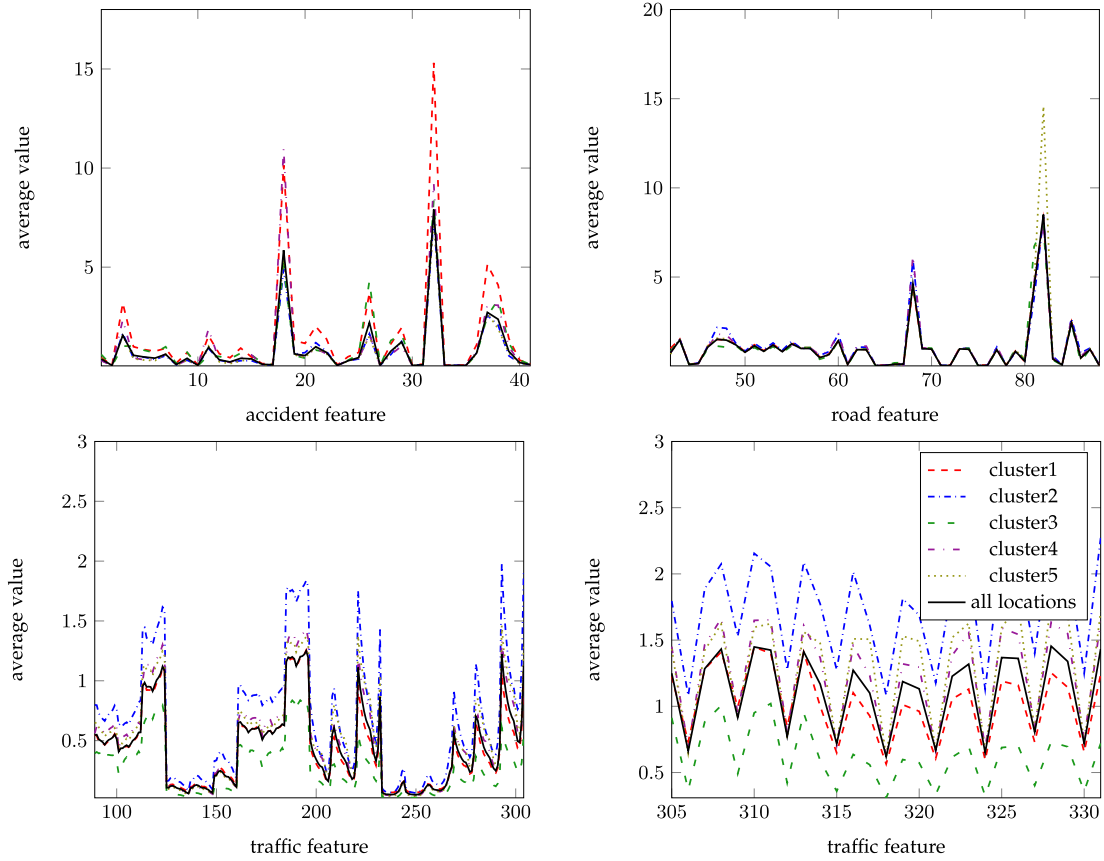 15
10
5
average value
10
20
30
40
accident feature
20
15
10
5
average value
50
60
70
80
road feature
3
2.5
2
1.5
1
0.5
average value
100
150
200
250
300
traffic feature
3
2.5
2
1.5
1
0.5
average value
305
310
315
320
325
330
traffic feature
cluster1
cluster2
cluster3
cluster4
cluster5
all locations